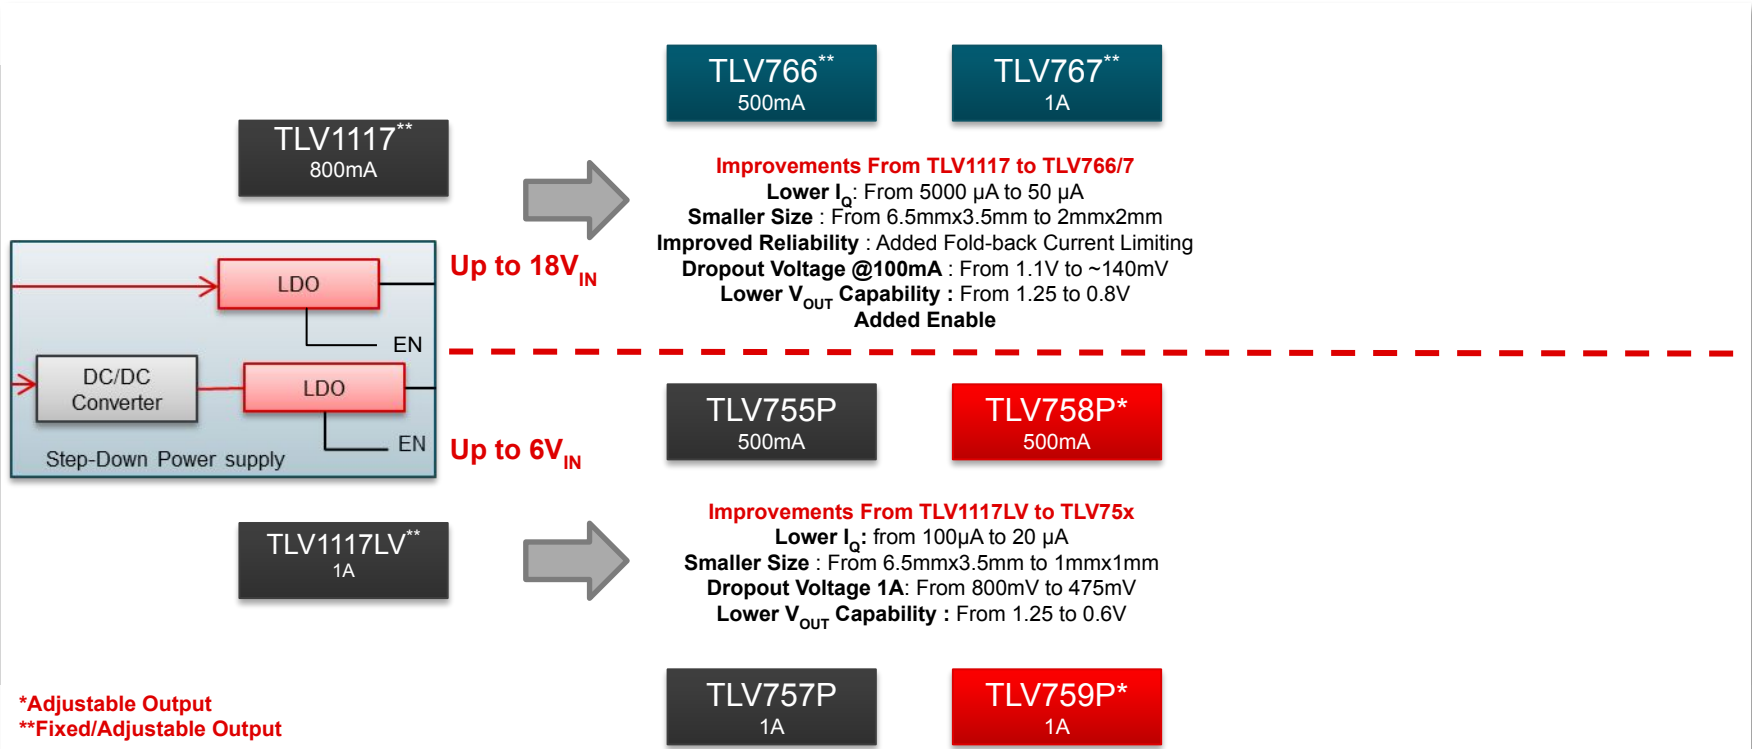 TLV766**
500mA
TLV767**
1A
TLV1117**
800mA
Improvements From TLV1117 to TLV766/7
Lower IQ: From 5000 µA to 50 µA
Smaller Size : From 6.5mmx3.5mm to 2mmx2mm
Improved Reliability : Added Fold-back Current Limiting
Dropout Voltage @100mA : From 1.1V to ~140mV
Lower VOUT Capability : From 1.25 to 0.8V
Added Enable
Up to 18VIN
LDO
EN
DC/DC
Converter
LDO
EN
Step-Down Power supply
Up to 6VIN
TLV755P
500mA
TLV758P*
500mA
TLV1117LV**
1A
Improvements From TLV1117LV to TLV75x
Lower IQ: from 100µA to 20 µA
Smaller Size : From 6.5mmx3.5mm to 1mmx1mm
Dropout Voltage 1A: From 800mV to 475mV
Lower VOUT Capability : From 1.25 to 0.6V
TLV757P
1A
TLV759P*
1A
*Adjustable Output
**Fixed/Adjustable Output